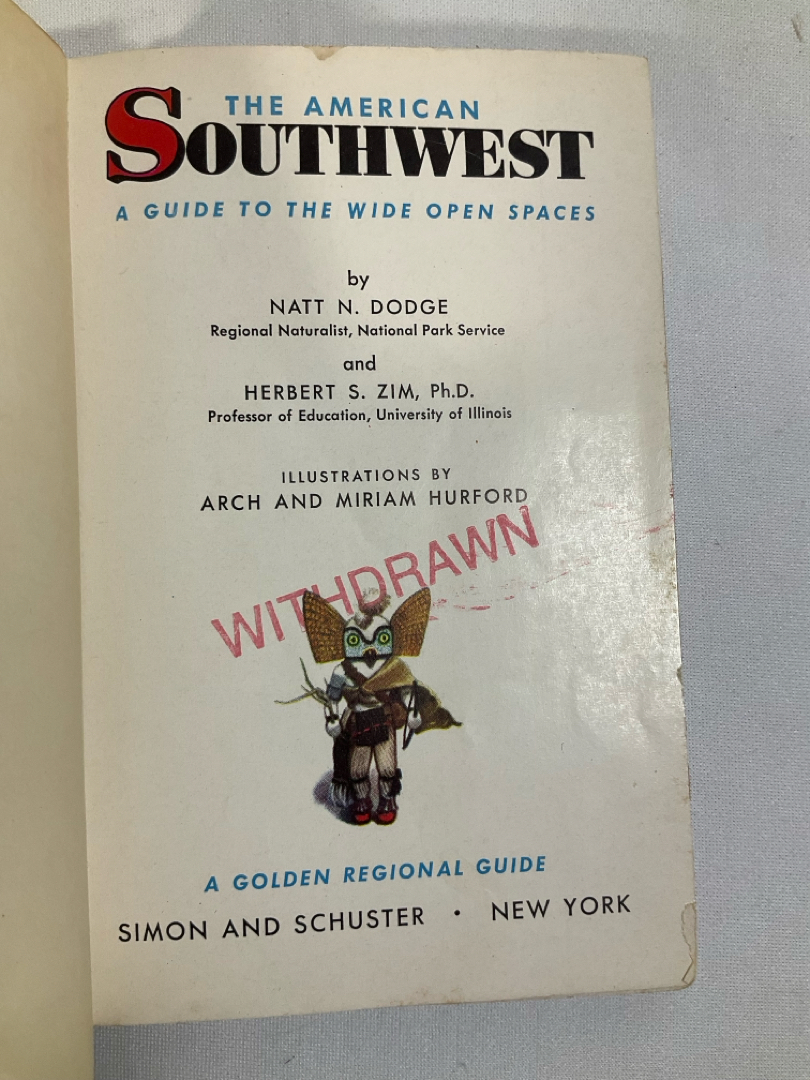 THE AMERICAN
SOUTHWEST
A GUIDE TO THE WIDE OPEN SPACES
by
NATT N. DODGE
Regional Naturalist, National Park Service
and
HERBERT S. ZIM, Ph.D.
Professor of Education, University of Illinois
ILLUSTRATIONS BY
ARCH AND MIRIAM HURFORD
WITHDRAWN
A GOLDEN REGIONAL GUIDE
SIMON AND SCHUSTER • NEW YORK